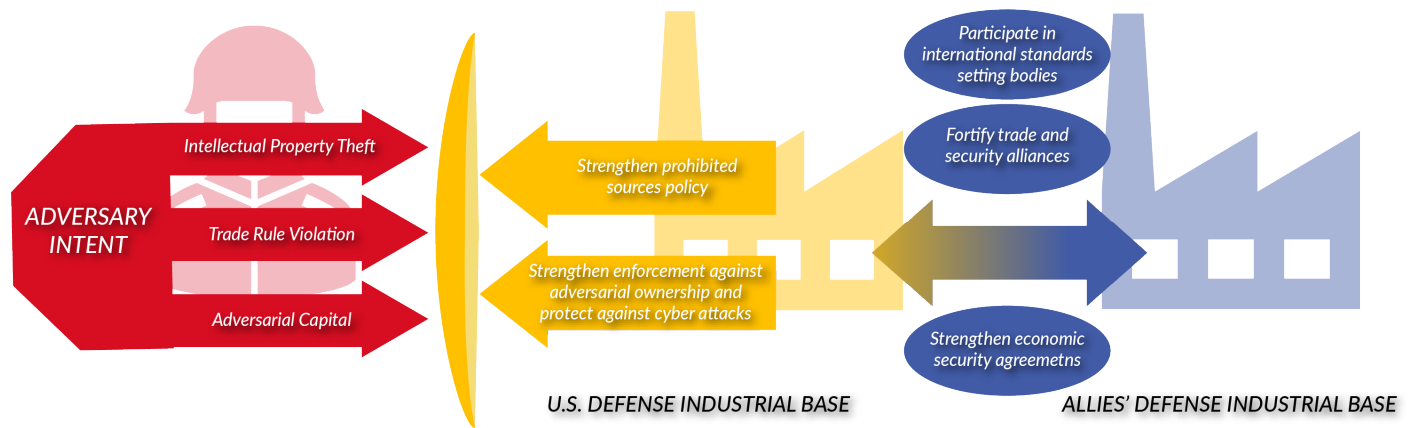 ADVERSARY
INTENT
Intellectual Property Theft
Trade Rule Violation
Adversarial Capital
Strengthen prohibited
sources policy
Strengthen enforcement against
adversarial ownership and
protect against cyber attacks
U.S. DEFENSE INDUSTRIAL BASE
Participate in
international standards
setting bodies
Fortify trade and
security alliances
Strengthen economic
security agreemetns
ALLIES' DEFENSE INDUSTRIAL BASE